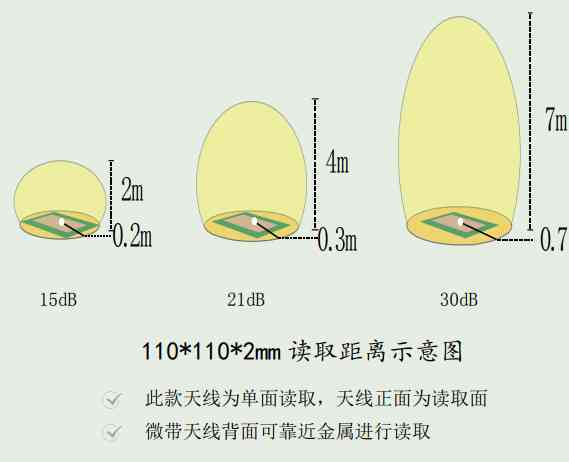 7m
4m
2m
0.2m
0.3m
0.7
15dB
21dB
30dB
110*110*2mm 读取距离示意图
此款天线为单面读取，天线正面为读取面
微带天线背面可靠近金属进行读取